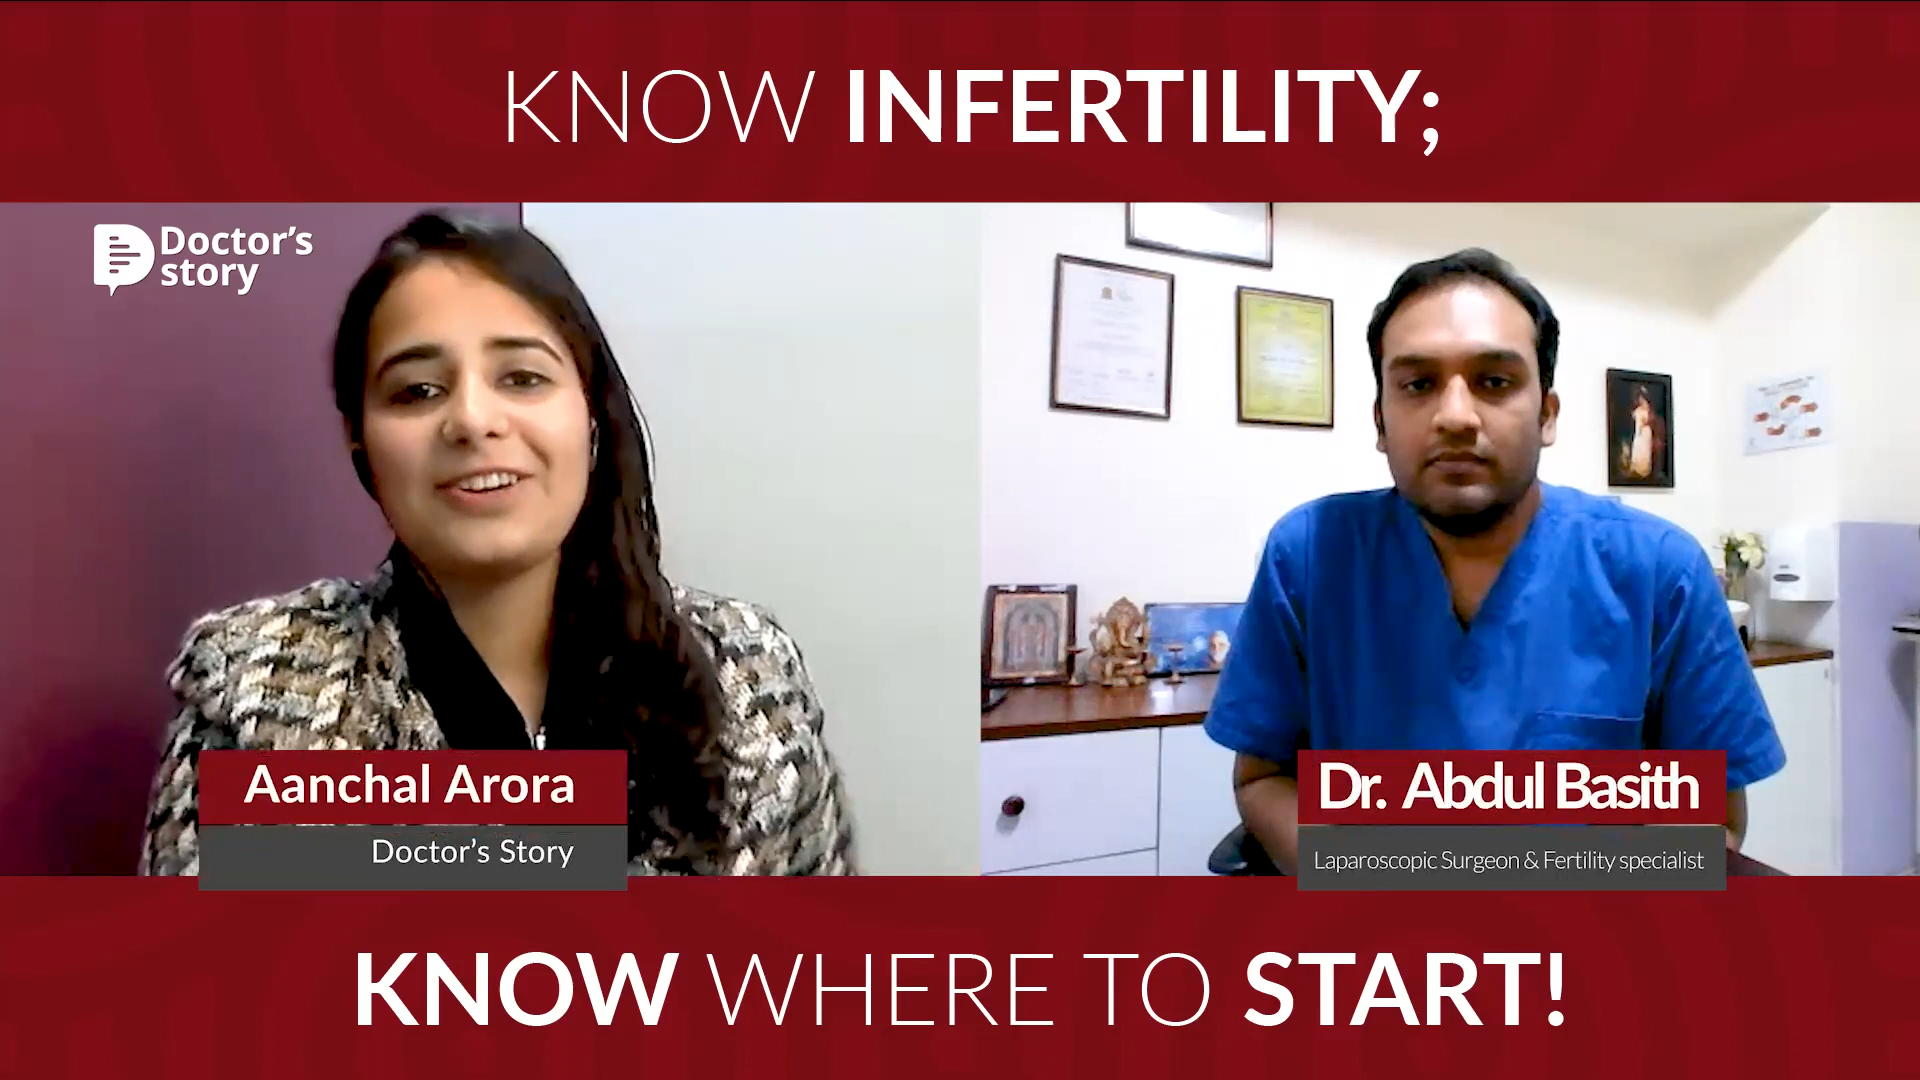 KNOW INFERTILITY;
Doctor's
story
Aanchal Arora
Doctor's Story
Dr. Abdul Basith
Laparoscopic Surgeon & Fertility specialist
KNOW WHERE TO START!